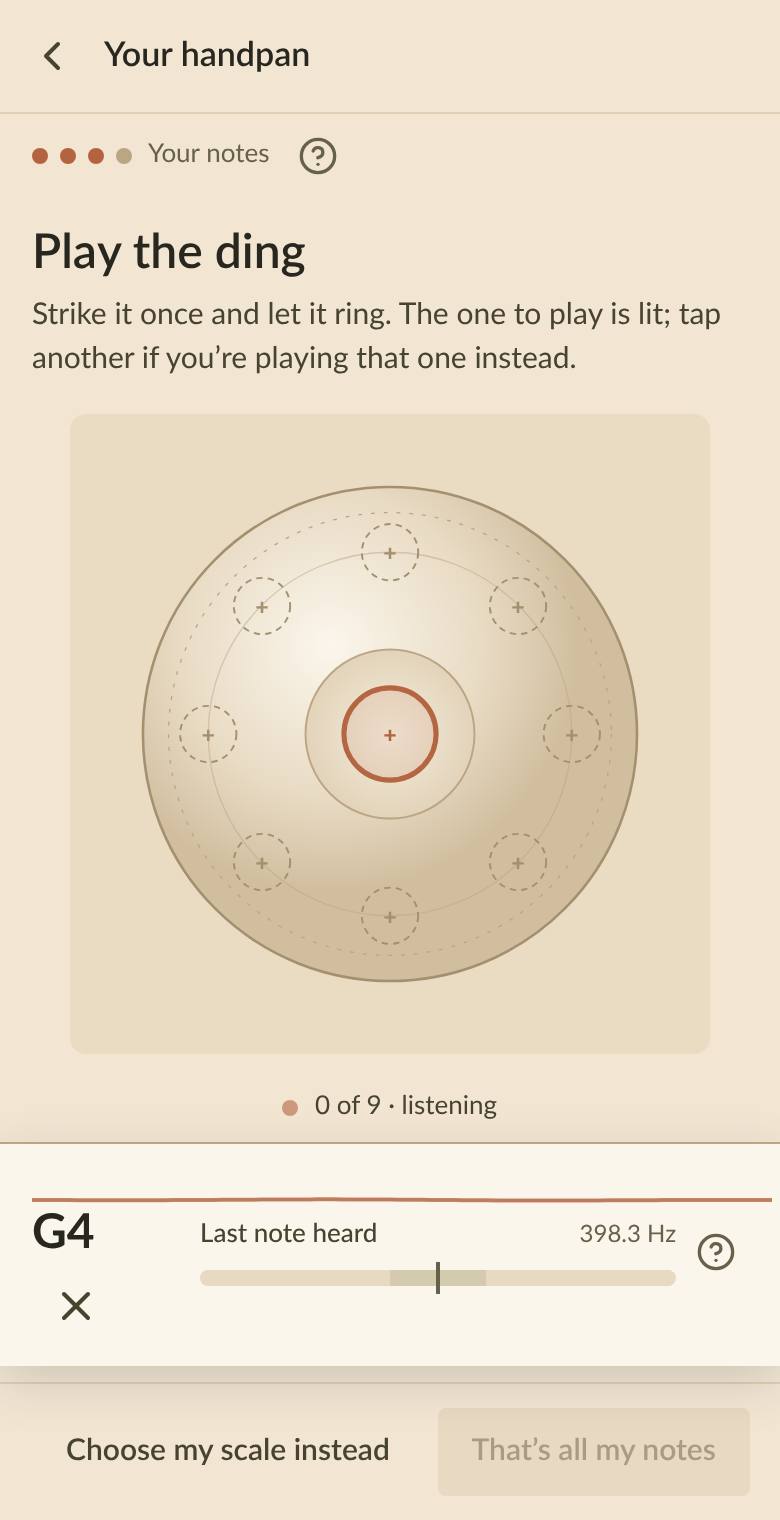 Your handpan
Your notes
Play the ding
Strike it once and let it ring. The one to play is lit; tap
another if you’re playing that one instead.
0 of 9 · listening
G4
Last note heard
398.3 Hz
Choose my scale instead
That’s all my notes